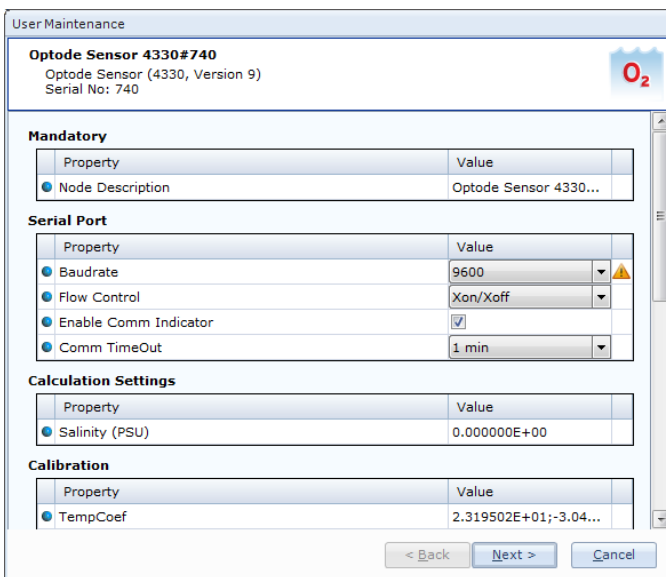 User Maintenance
Optode Sensor 4330#740
Optode Sensor (4330, Version 9)
Serial No: 740
O2
Mandatory
Property Value
Node Description Optode Sensor 4330...
Serial Port
Property Value
Baudrate 9600
Flow Control Xon/Xoff
Enable Comm Indicator
Comm TimeOut 1 min
Calculation Settings
Property Value
Salinity (PSU) 0.000000E+00
Calibration
Property Value
TempCoef 2.319502E+01;-3.04...
< Back Next > Cancel